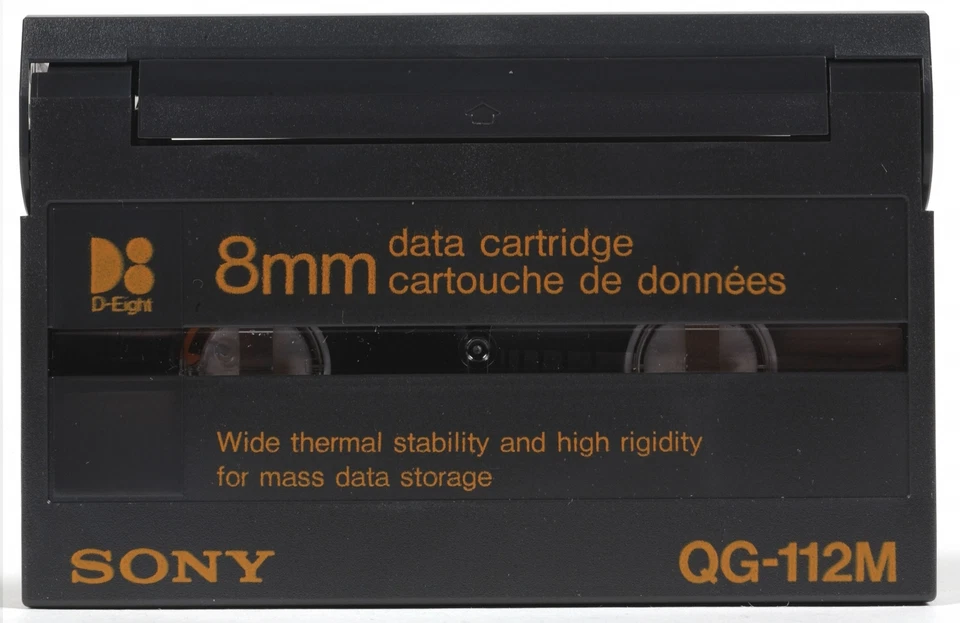 D-Eight
8mm data cartridge
cartouche de données
Wide thermal stability and high rigidity
for mass data storage
SONY
QG-112M